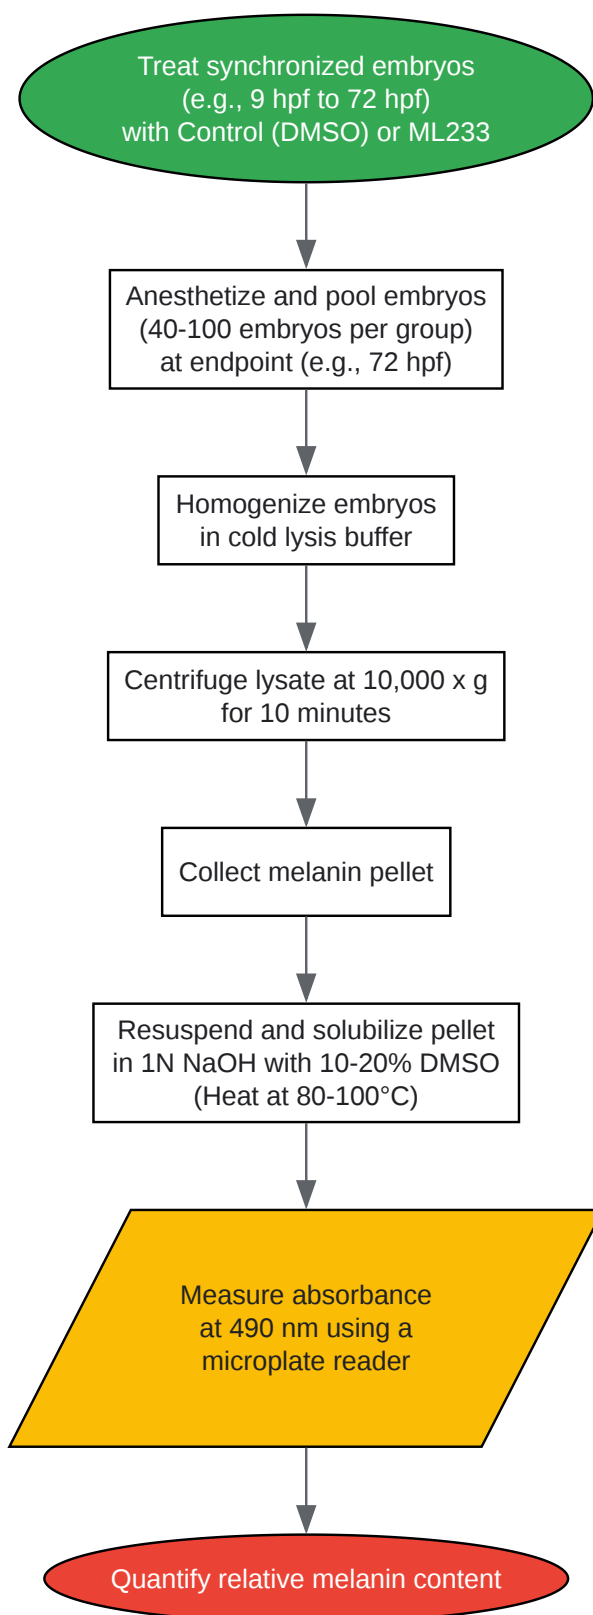 Treat synchronized embryos
(e.g., 9 hpf to 72 hpf)
with Control (DMSO) or ML233
Anesthetize and pool embryos
(40-100 embryos per group)
at endpoint (e.g., 72 hpf)
Homogenize embryos
in cold lysis buffer
Centrifuge lysate at 10,000 x g
for 10 minutes
Collect melanin pellet
Resuspend and solubilize pellet
in 1N NaOH with 10-20% DMSO
(Heat at 80-100°C)
Measure absorbance
at 490 nm using a
microplate reader
Quantify relative melanin content